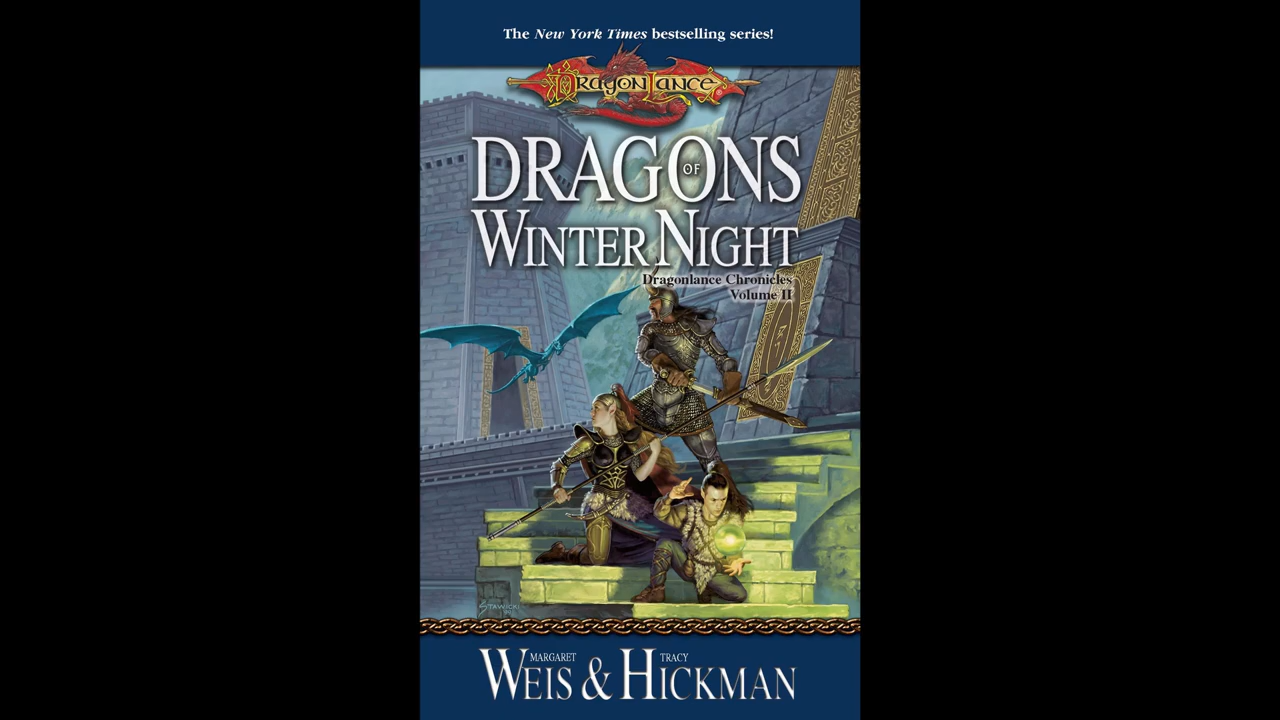 The New York Times bestselling series!
DRAGONLANCE®
DRAGONS
OF
WINTER NIGHT
Dragonlance Chronicles
Volume II
STAWICKI
MARGARET TRACY
WEIS & HICKMAN